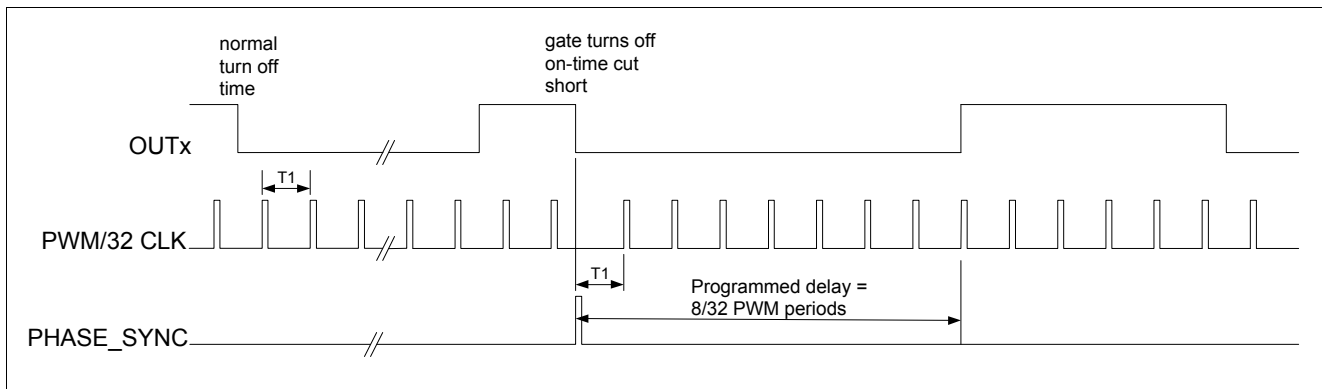 normal
turn off
time
gate turns off
on-time cut
short
OUTx
T1
PWM/32 CLK
T1
Programmed delay =
8/32 PWM periods
PHASE_SYNC